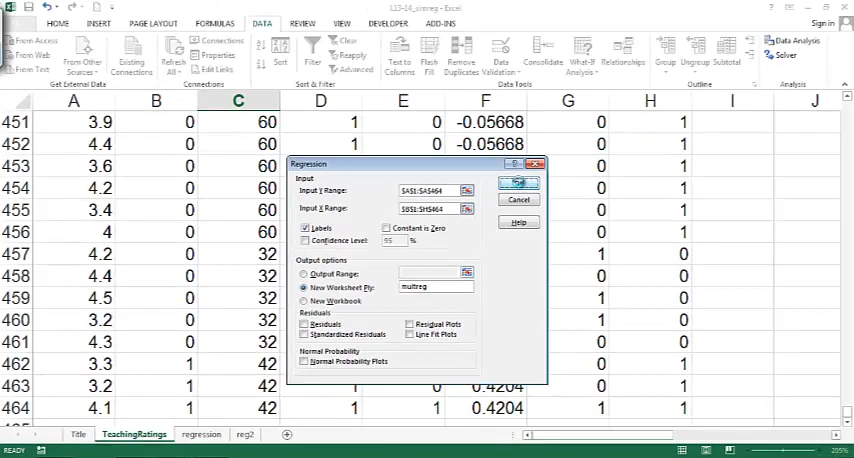 L13-14_simreg - Excel
HOME INSERT PAGE LAYOUT FORMULAS DATA REVIEW VIEW DEVELOPER ADD-INS Sign in
From Access
From Web
From Text
From Other Sources
Existing Connections
Get External Data
Refresh All
Connections
Properties
Edit Links
Connections
Sort
Filter
Clear
Reapply
Advanced
Sort & Filter
Text to Columns
Flash Fill
Remove Duplicates
Data Validation
Consolidate
What-If Analysis
Relationships
Data Tools
Group
Ungroup
Subtotal
Outline
Data Analysis
Solver
Analysis
A B C D E F G H I J
451 3.9 0 60 1 0 -0.05668 0 1
452 4.4 0 60 1 0 -0.05668 0 1
453 3.6 0 60 0 1
454 4.2 0 60 0 1
455 3.4 0 60 0 1
456 4 0 60 0 1
457 4.2 0 32 1 0
458 4.2 0 32 0 0
459 4.5 0 32 1 0
460 3.2 0 32 1 0
461 4.3 0 32 0 0
462 3.3 1 42 0 1
463 3.2 1 42 1 0 0.4204 0 1
464 4.1 1 42 1 1 0.4204 1 1
Regression
Input
Input Y Range: $A$1:$A$464
Input X Range: $B$1:$H$464
Labels Constant is Zero
Confidence Level: 95 %
Output options
Output Range:
New Worksheet Ply: multreg
New Workbook
Residuals
Residuals Residual Plots
Standardized Residuals Line Fit Plots
Normal Probability
Normal Probability Plots
Cancel
Help
Title TeachingRatings regression reg2
READY 205%